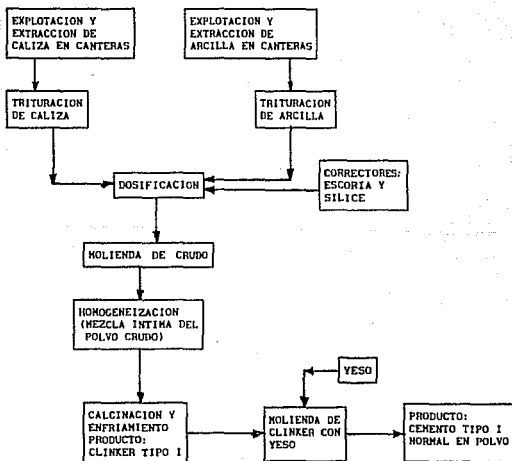 EXPLOTACION Y
EXTRACCION DE
CALIZA EN CANTERAS
EXPLOTACION Y
EXTRACCION DE
ARCILLA EN CANTERAS
TRITURACION
DE CALIZA
TRITURACION
DE ARCILLA
DOSIFICACION
CORRECTORES:
ESCORIA Y
SILICE
MOLIENDA DE CRUDO
HOMOGENEIZACION
(MEZCLA INTIMA DEL
POLVO CRUDO)
YESO
CALCINACION Y
ENFRIAMIENTO
PRODUCTO:
CLINKER TIPO I
MOLIENDA DE
CLINKER CON
YESO
PRODUCTO:
CEMENTO TIPO I
NORMAL EN POLVO